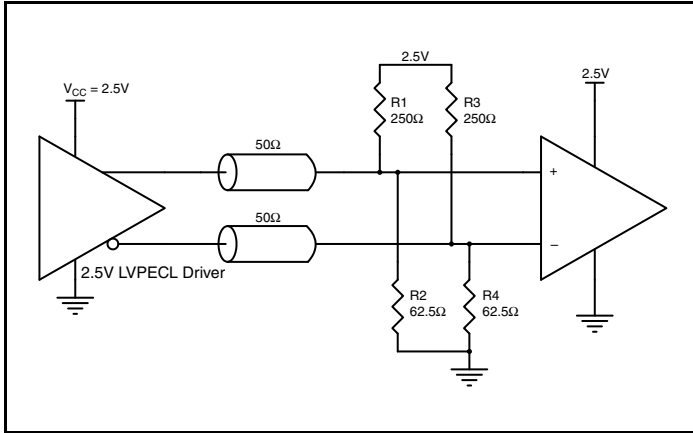 2.5V
V_CC = 2.5V
2.5V
R1
250Ω
R3
250Ω
50Ω
+
50Ω
−
2.5V LVPECL Driver
R2
62.5Ω
R4
62.5Ω